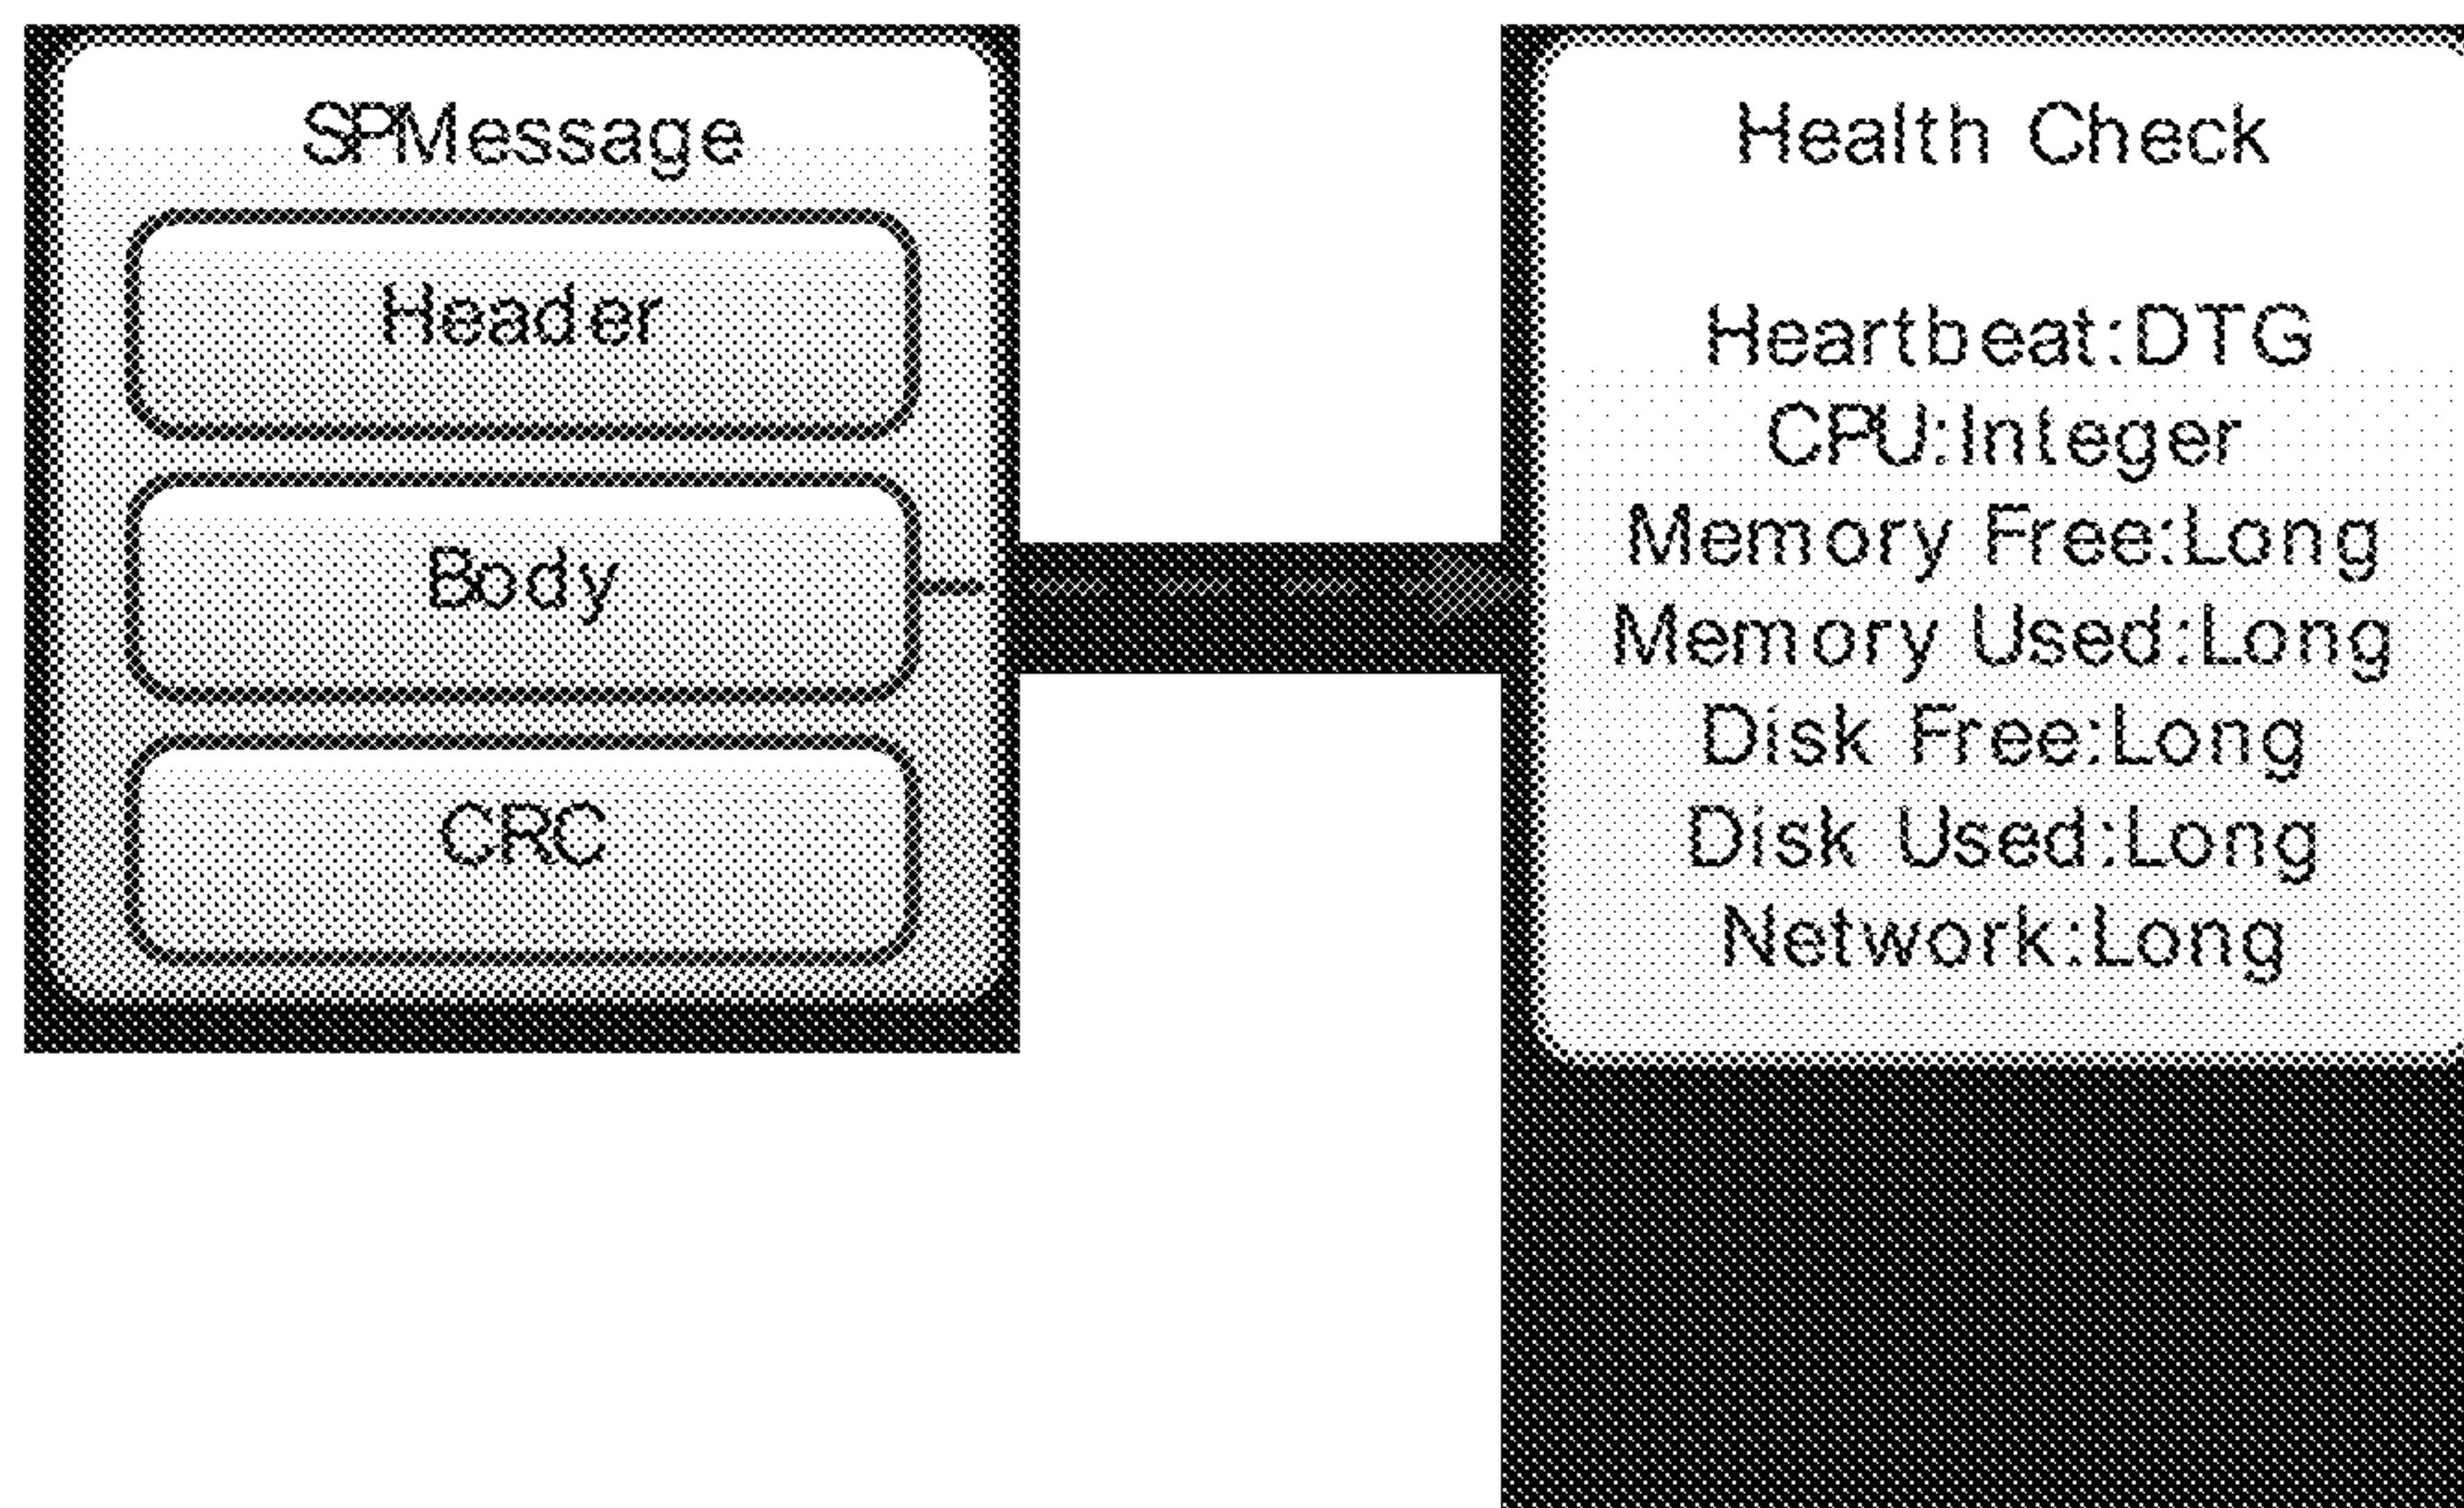 SPMessage
Header
Body
CRC
Health Check
Heartbeat:DTG
CPU:Integer
Memory Free:Long
Memory Used:Long
Disk Free:Long
Disk Used:Long
Network:Long